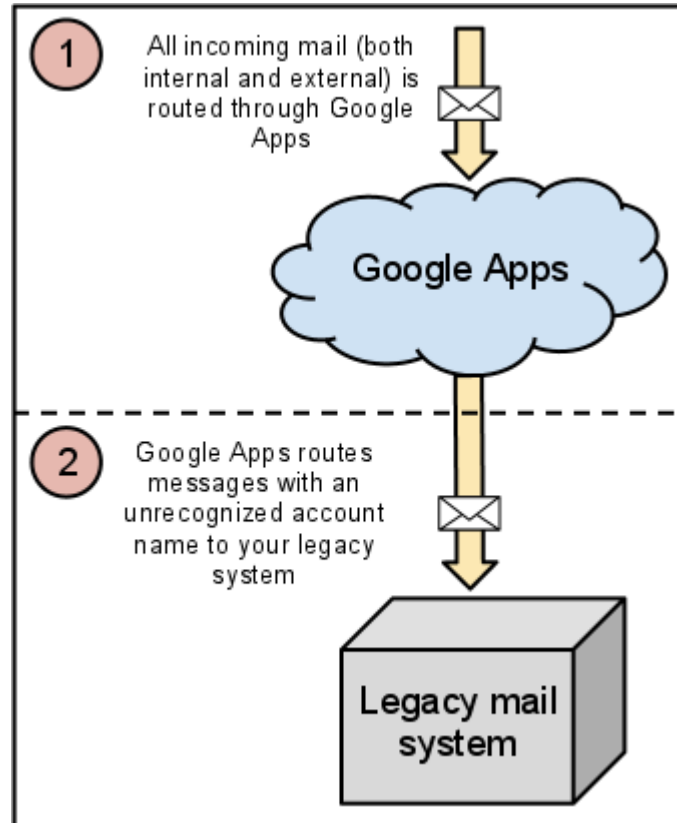 1
All incoming mail (both
internal and external) is
routed through Google
Apps
Google Apps
2
Google Apps routes
messages with an
unrecognized account
name to your legacy
system
Legacy mail
system